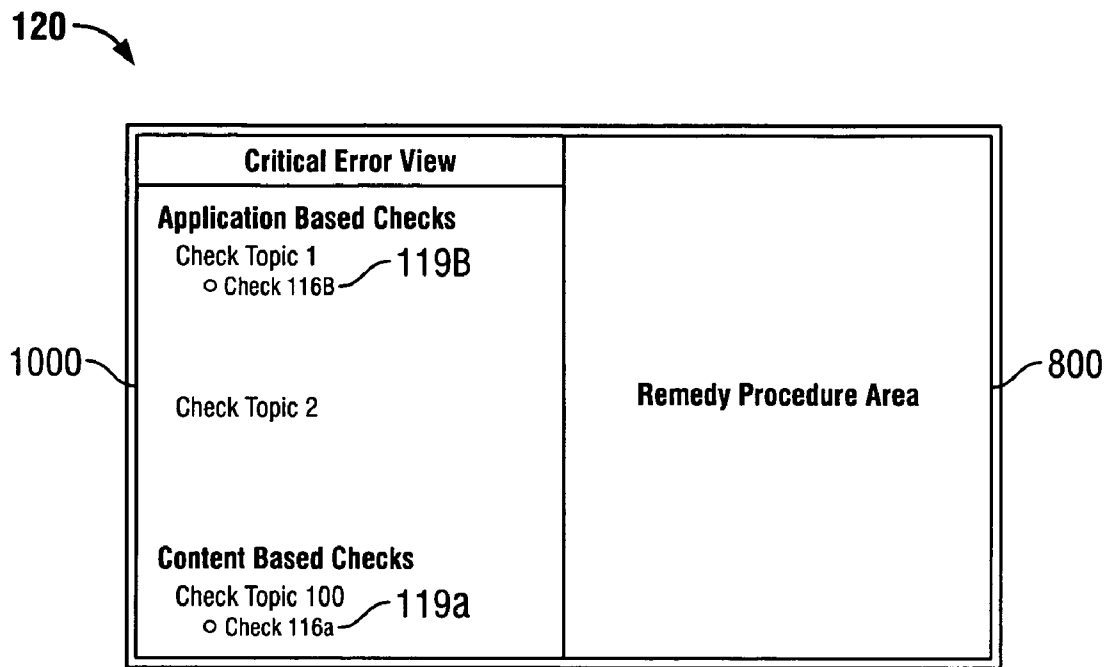 120
Critical Error View
Application Based Checks
Check Topic 1
Check 116B
119B
1000
Check Topic 2
Remedy Procedure Area
800
Content Based Checks
Check Topic 100
Check 116a
119a